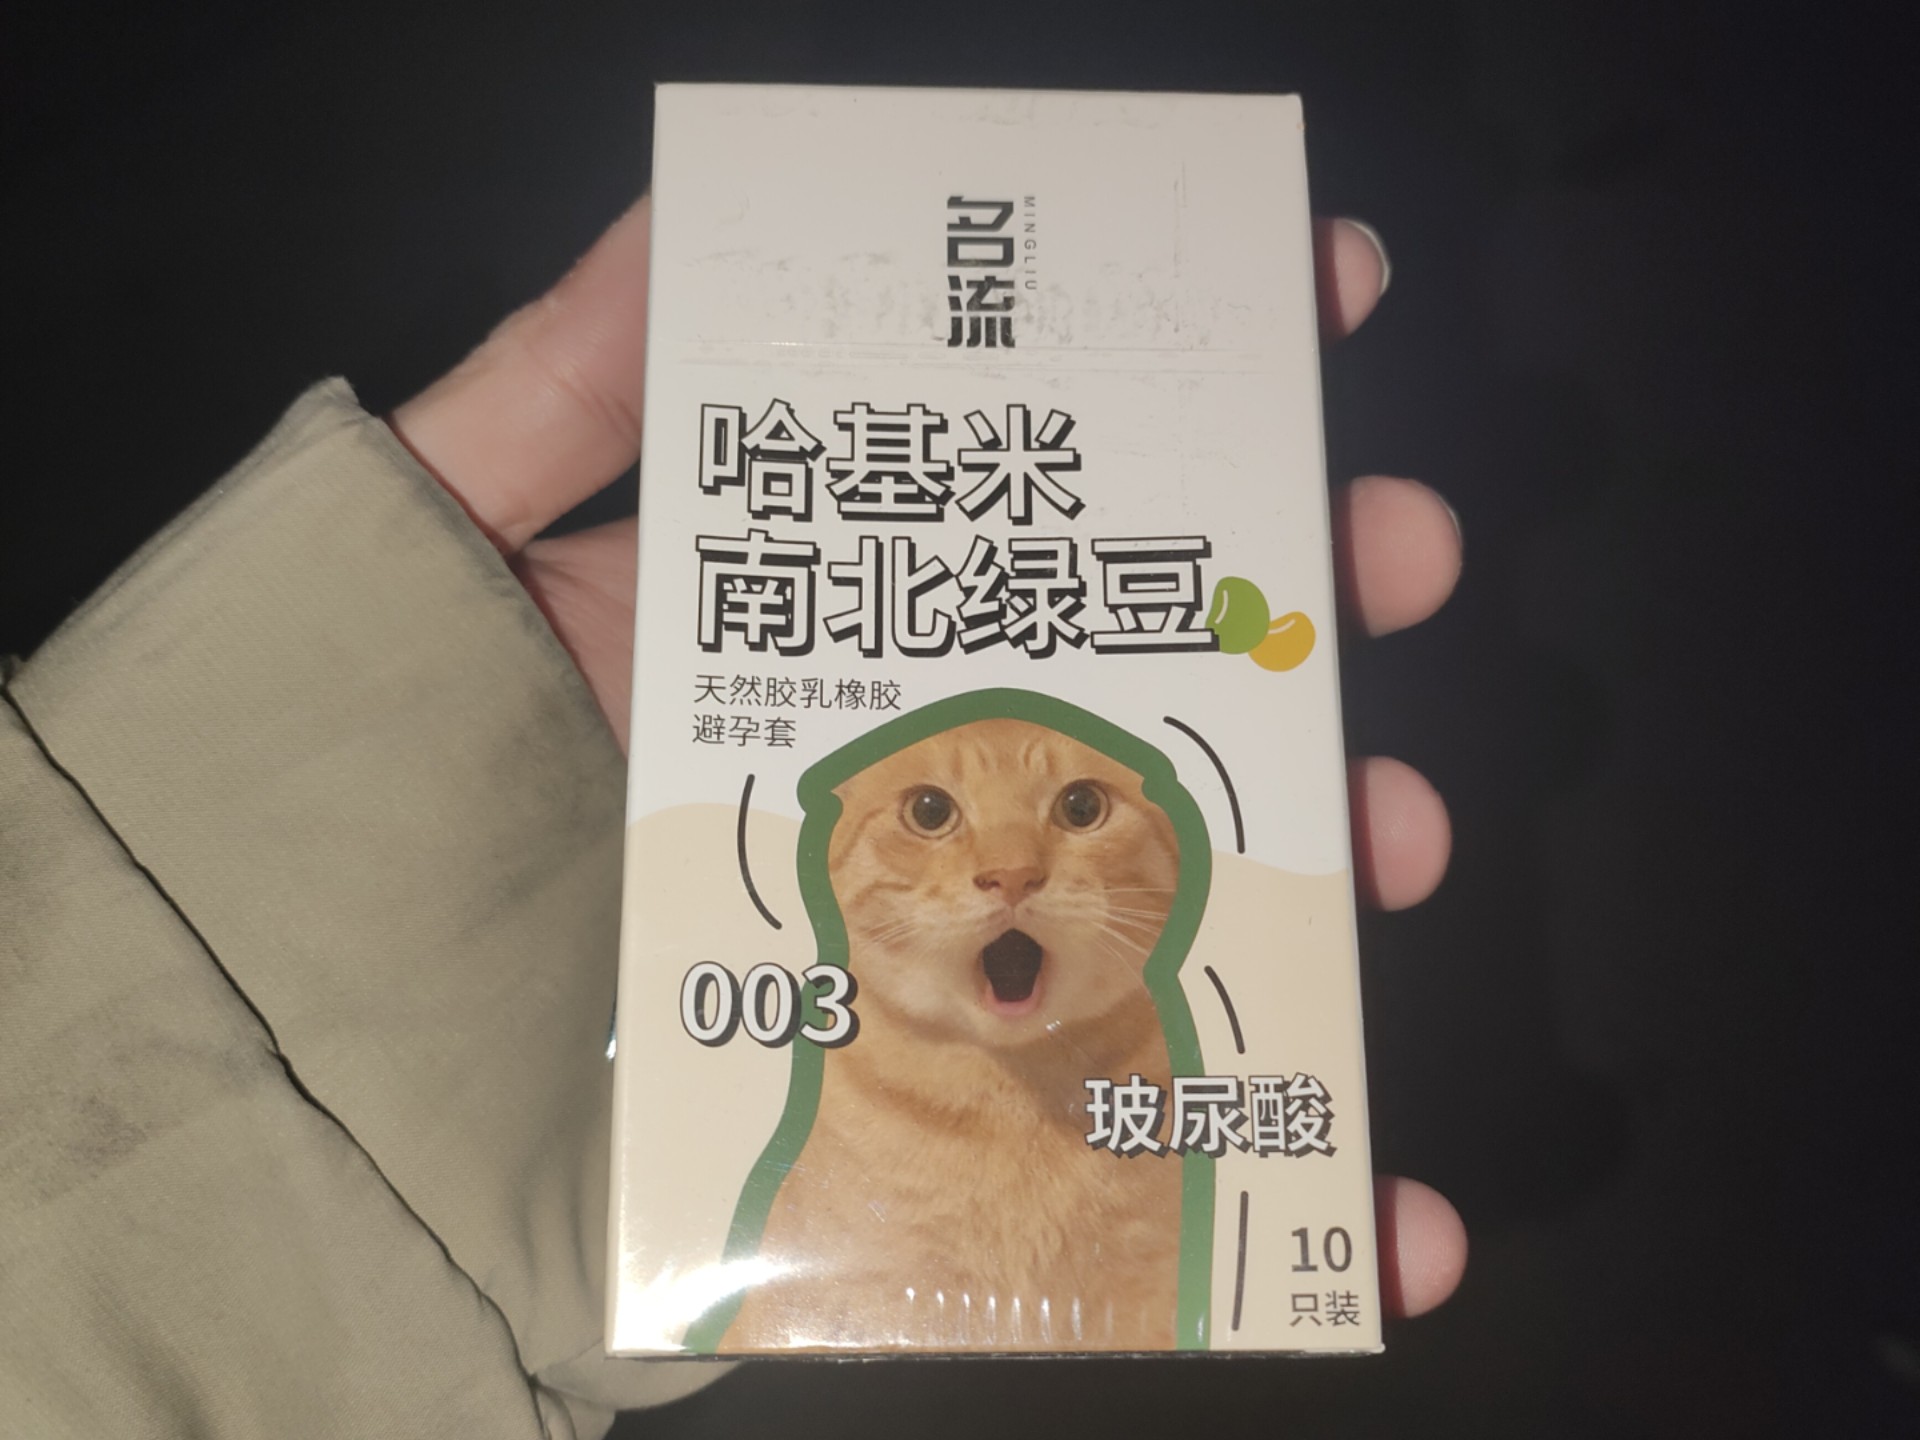 名流
MINGLIU
哈基米
南北绿豆
天然胶乳橡胶
避孕套
003
玻尿酸
10
只装